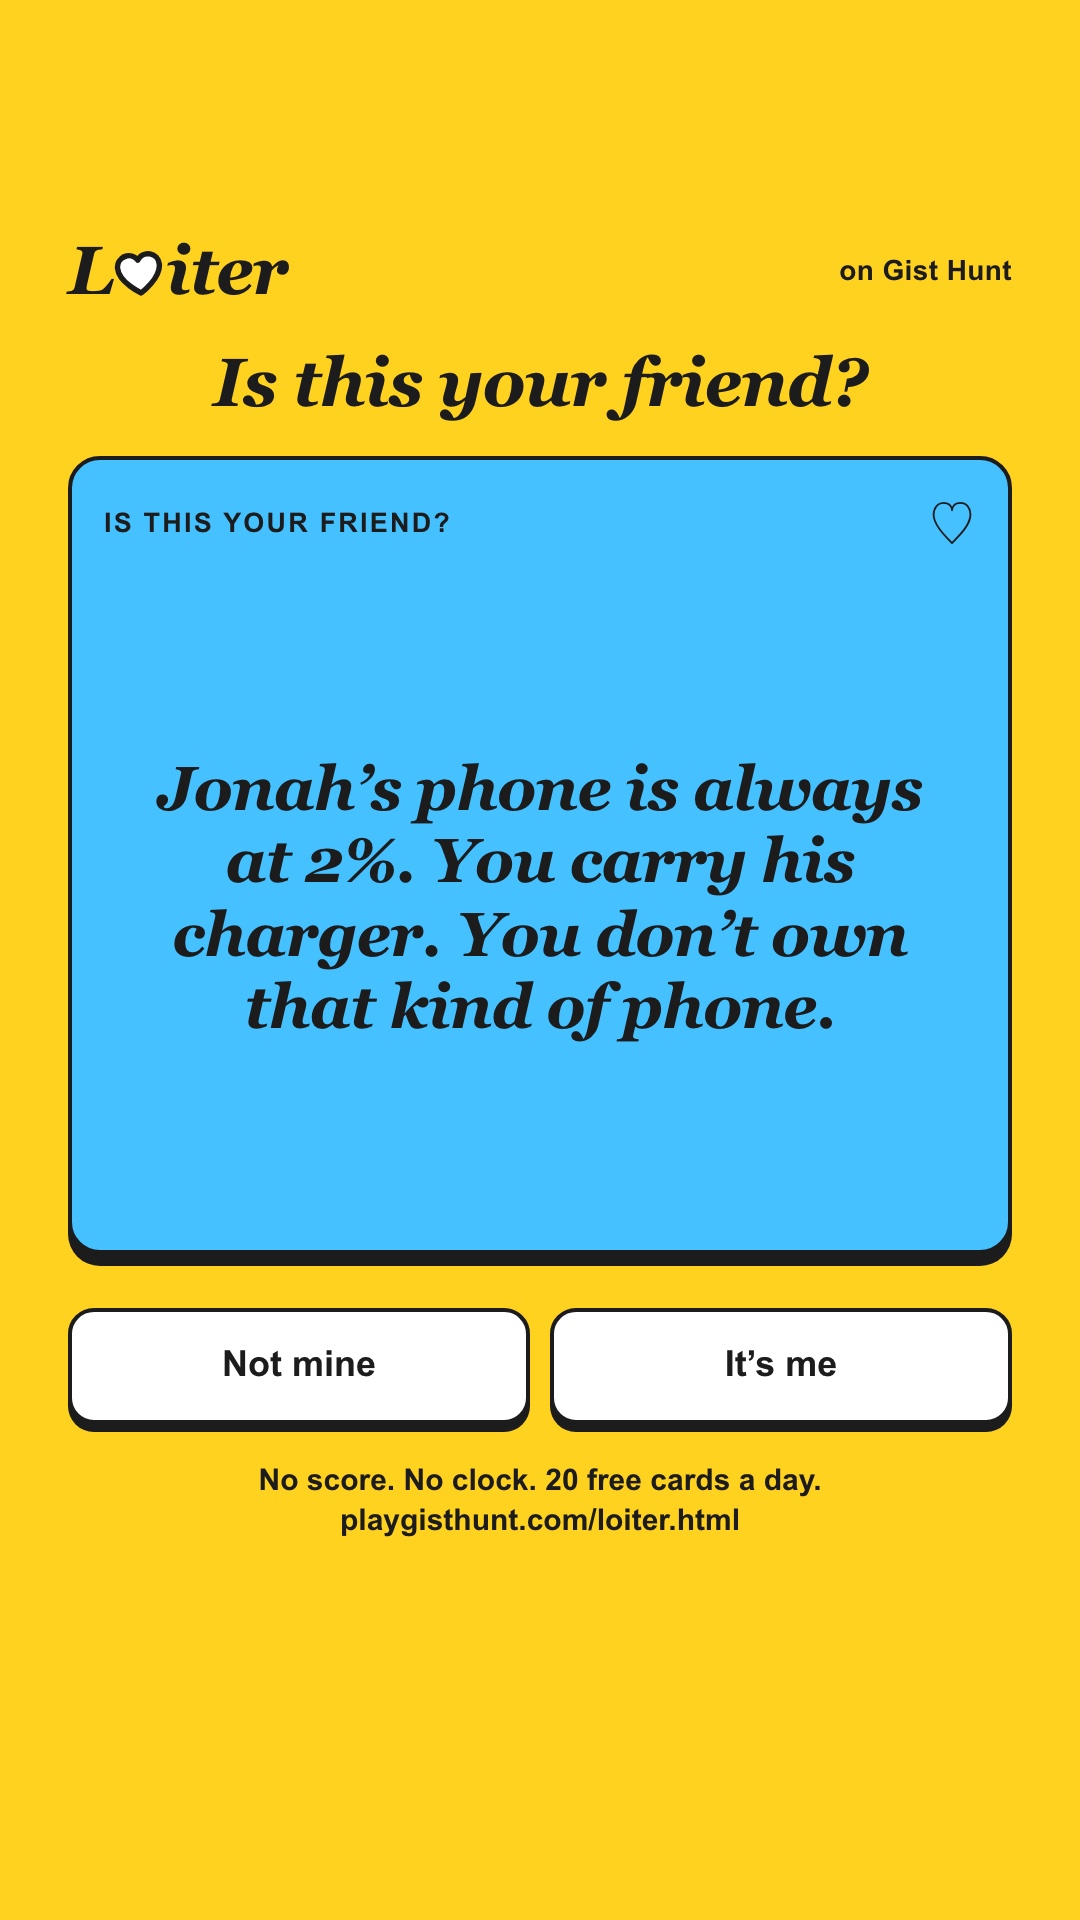 Loiter
on Gist Hunt
Is this your friend?
IS THIS YOUR FRIEND?
Jonah’s phone is always
at 2%. You carry his
charger. You don’t own
that kind of phone.
Not mine
It’s me
No score. No clock. 20 free cards a day.
playgisthunt.com/loiter.html